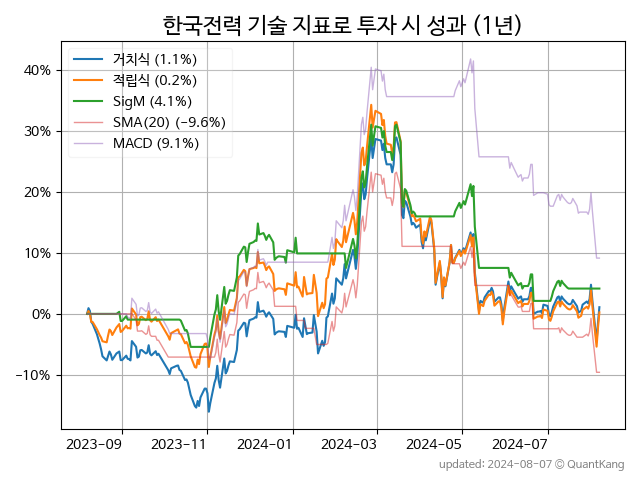 한국전력 기술 지표로 투자 시 성과 (1년)
거치식 (1.1%)
적립식 (0.2%)
SigM (4.1%)
SMA(20) (−9.6%)
MACD (9.1%)
40%
30%
20%
10%
0%
−10%
2023-09 2023-11 2024-01 2024-03 2024-05 2024-07
updated: 2024-08-07 © QuantKang